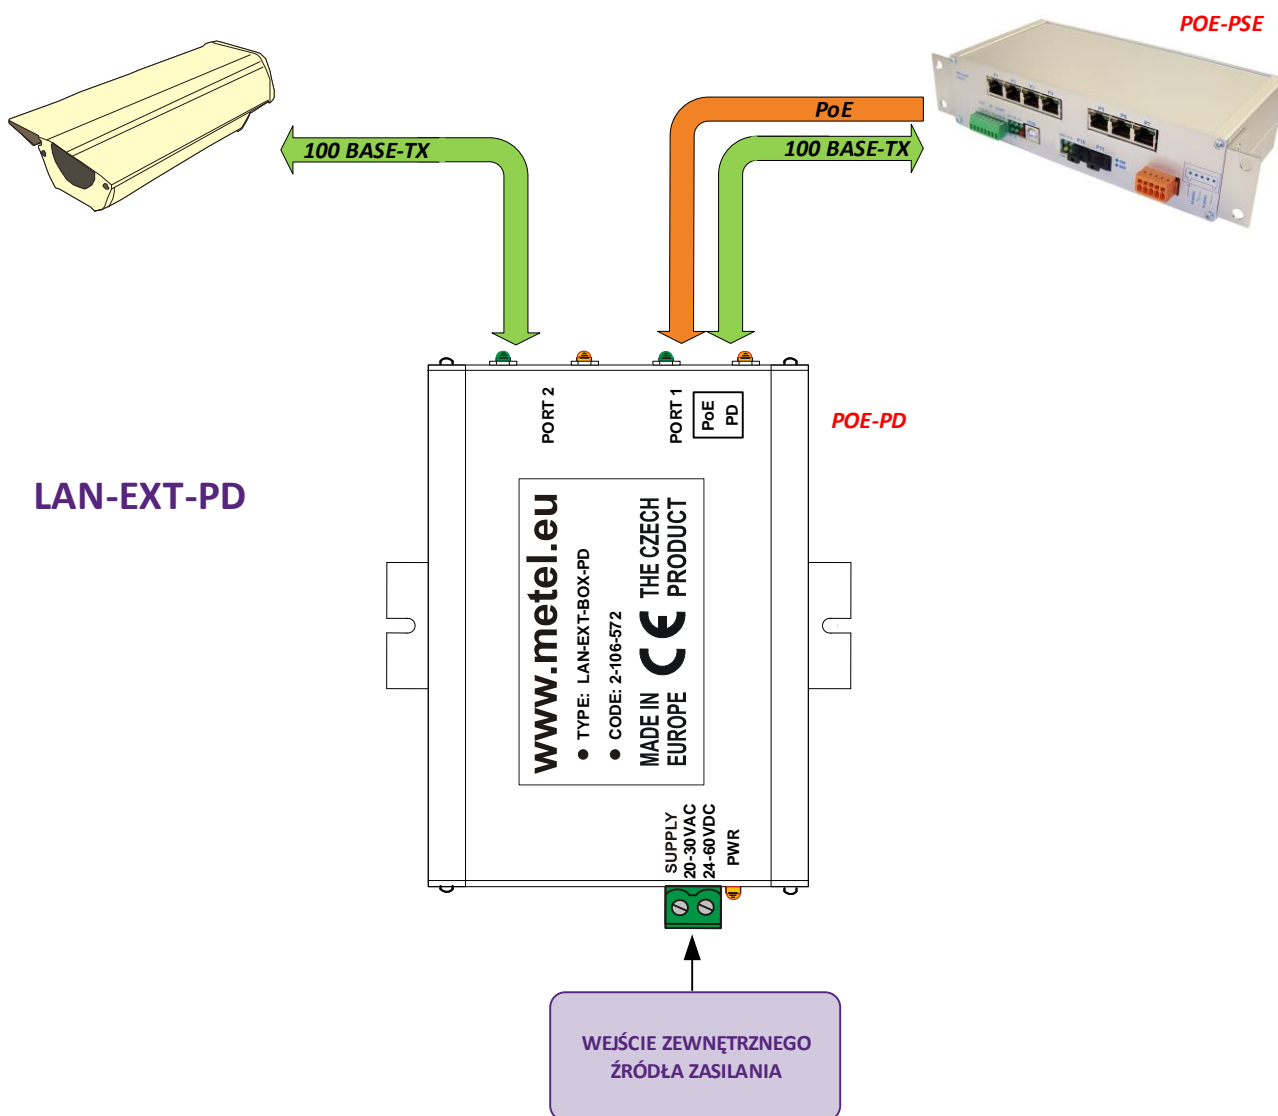 POE-PSE
PoE
100 BASE-TX
100 BASE-TX
PORT 2
PORT 1
PoE
PD
POE-PD
LAN-EXT-PD
www.metel.eu
● TYPE: LAN-EXT-BOX-PD
● CODE: 2-106-572
MADE IN
EUROPE
CE
THE CZECH
PRODUCT
SUPPLY
20-30VAC
24-60VDC
PWR
WEJŚCIE ZEWNĘTRZNEGO
ŹRÓDŁA ZASILANIA